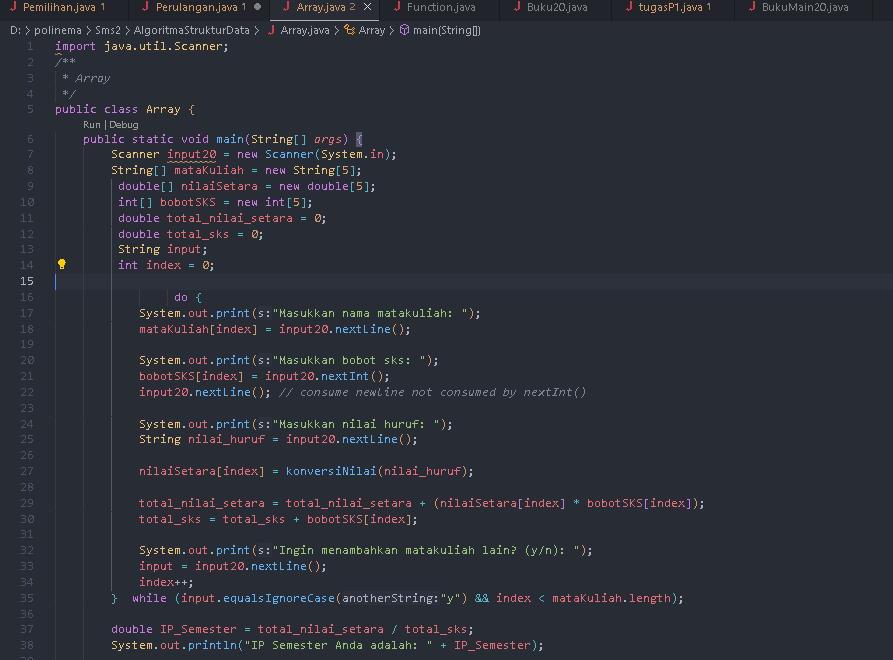 Pemilihan.java 1 Perulangan.java 1 Array.java 2 Function.java Buku20.java tugasP1.java 1 BukuMain20.java
D: > polinema > Sms2 > AlgoritmaStrukturData > Array.java > Array > main(String[])
1 import java.util.Scanner;
2 /**
3 * Array
4 */
5 public class Array {
Run | Debug
6 public static void main(String[] args) {
7 Scanner input20 = new Scanner(System.in);
8 String[] mataKuliah = new String[5];
9 double[] nilaiSetara = new double[5];
10 int[] bobotSKS = new int[5];
11 double total_nilai_setara = 0;
12 double total_sks = 0;
13 String input;
14 int index = 0;
15
16 do {
17 System.out.print(s:"Masukkan nama matakuliah: ");
18 mataKuliah[index] = input20.nextLine();
19
20 System.out.print(s:"Masukkan bobot sks: ");
21 bobotSKS[index] = input20.nextInt();
22 input20.nextLine(); // consume newline not consumed by nextInt()
23
24 System.out.print(s:"Masukkan nilai huruf: ");
25 String nilai_huruf = input20.nextLine();
26
27 nilaiSetara[index] = konversiNilai(nilai_huruf);
28
29 total_nilai_setara = total_nilai_setara + (nilaiSetara[index] * bobotSKS[index]);
30 total_sks = total_sks + bobotSKS[index];
31
32 System.out.print(s:"Ingin menambahkan matakuliah lain? (y/n): ");
33 input = input20.nextLine();
34 index++;
35 } while (input.equalsIgnoreCase(anotherString:"y") && index < mataKuliah.length);
36
37 double IP_Semester = total_nilai_setara / total_sks;
38 System.out.println("IP Semester Anda adalah: " + IP_Semester);